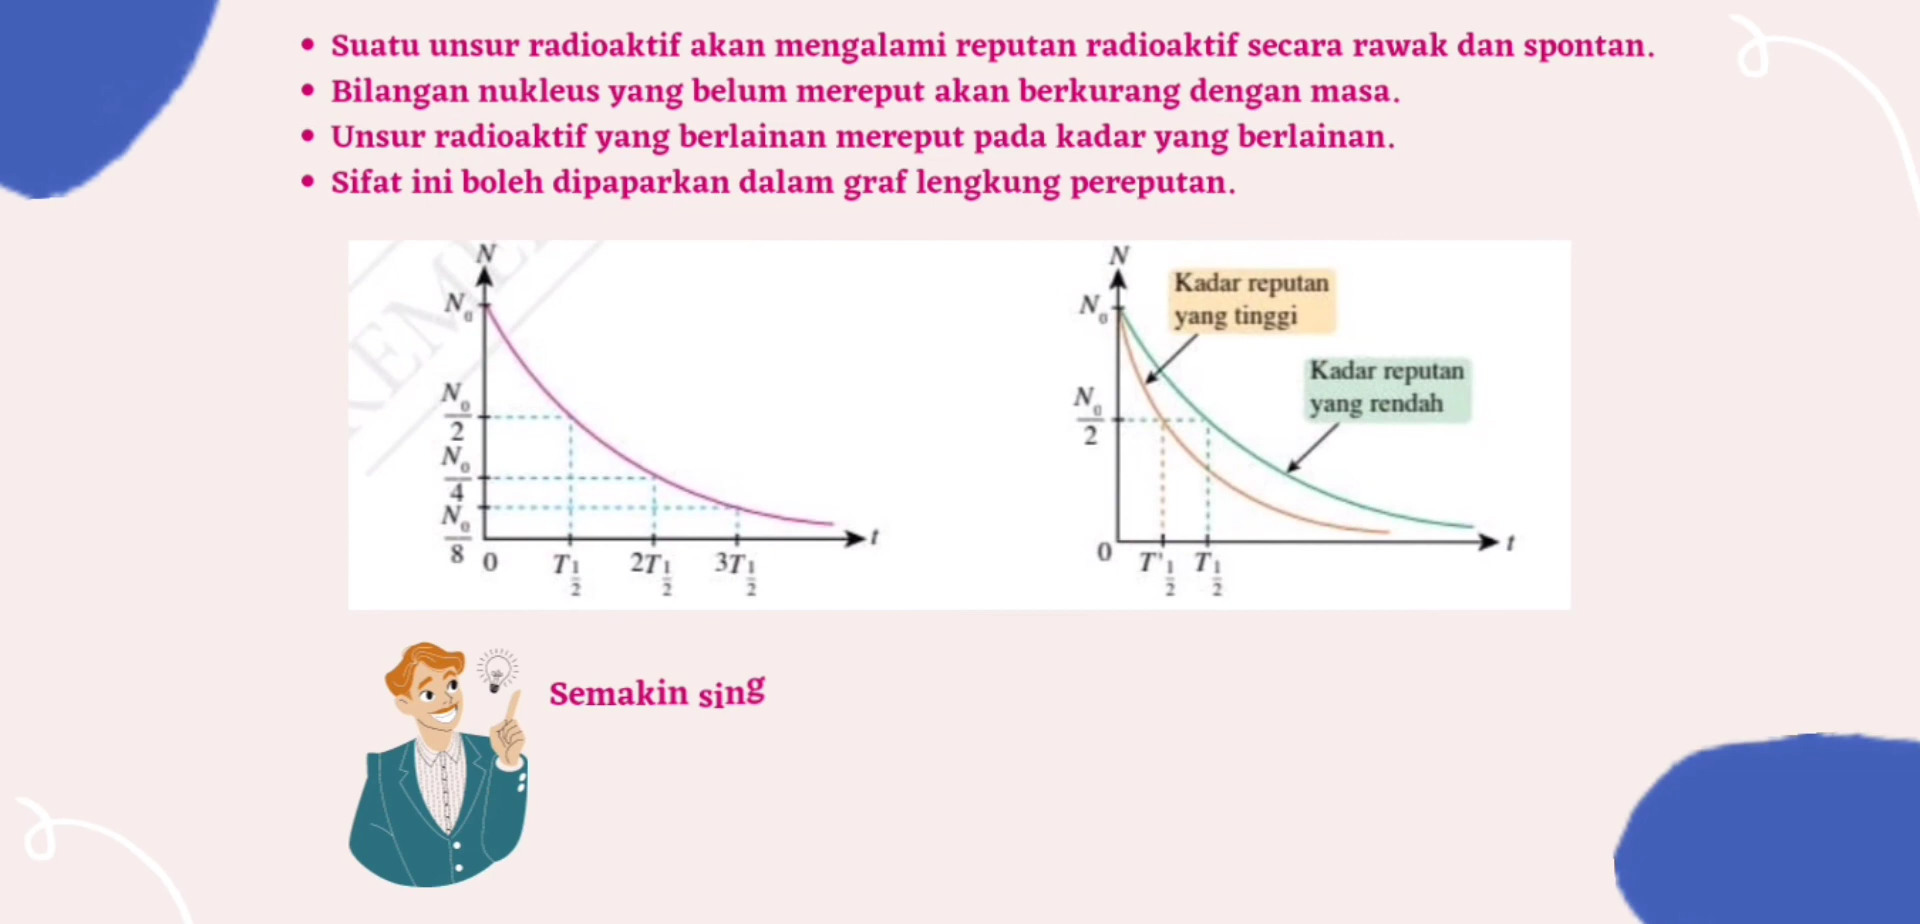 • Suatu unsur radioaktif akan mengalami reputan radioaktif secara rawak dan spontan.
• Bilangan nukleus yang belum mereput akan berkurang dengan masa.
• Unsur radioaktif yang berlainan mereput pada kadar yang berlainan.
• Sifat ini boleh dipaparkan dalam graf lengkung pereputan.
N
N₀
N₀/2
N₀/4
N₀/8
0
T½
2T½
3T½
t
N
N₀
N₀/2
0
T'½
T½
t
Kadar reputan
yang tinggi
Kadar reputan
yang rendah
Semakin sing